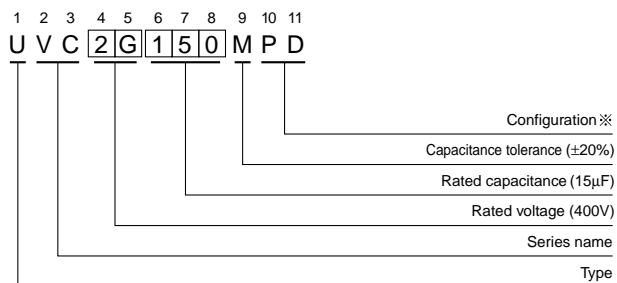 1 2 3 4 5 6 7 8 9 10 11
U V C 2 G 1 5 0 M P D
Configuration※
Capacitance tolerance (±20%)
Rated capacitance (15μF)
Rated voltage (400V)
Series name
Type